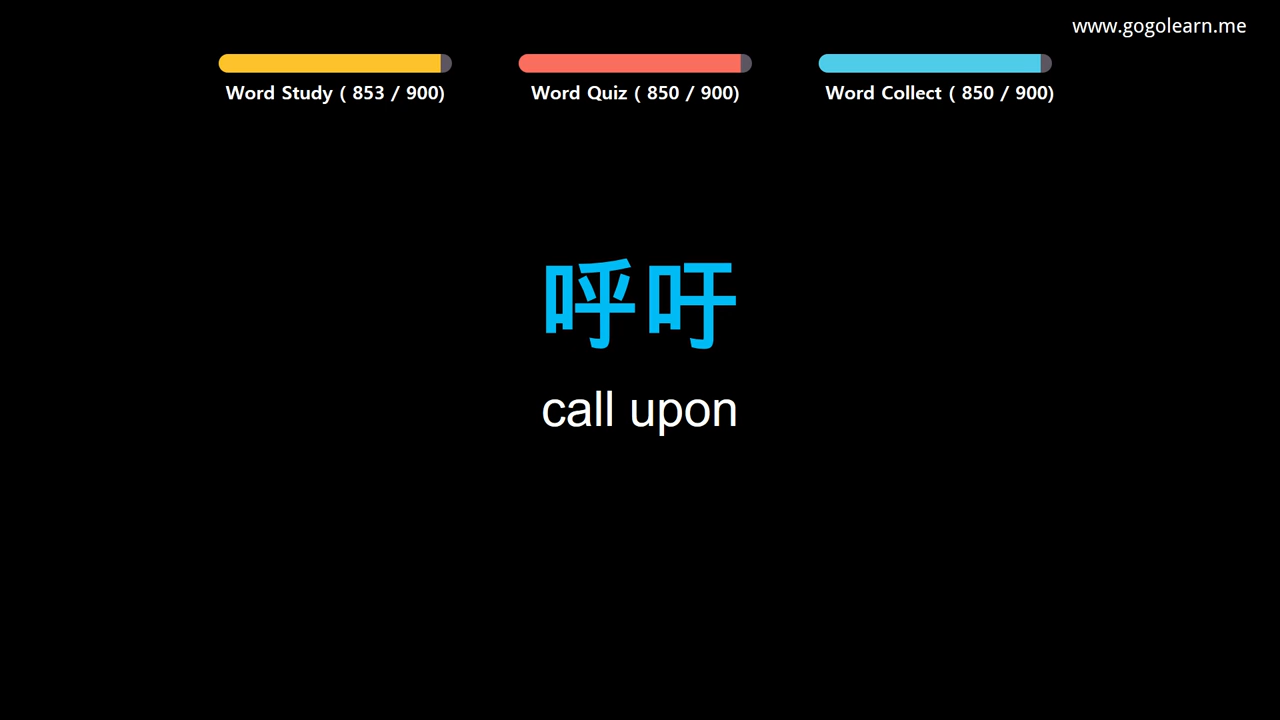 www.gogolearn.me
Word Study ( 853 / 900)
Word Quiz ( 850 / 900)
Word Collect ( 850 / 900)
呼吁
call upon